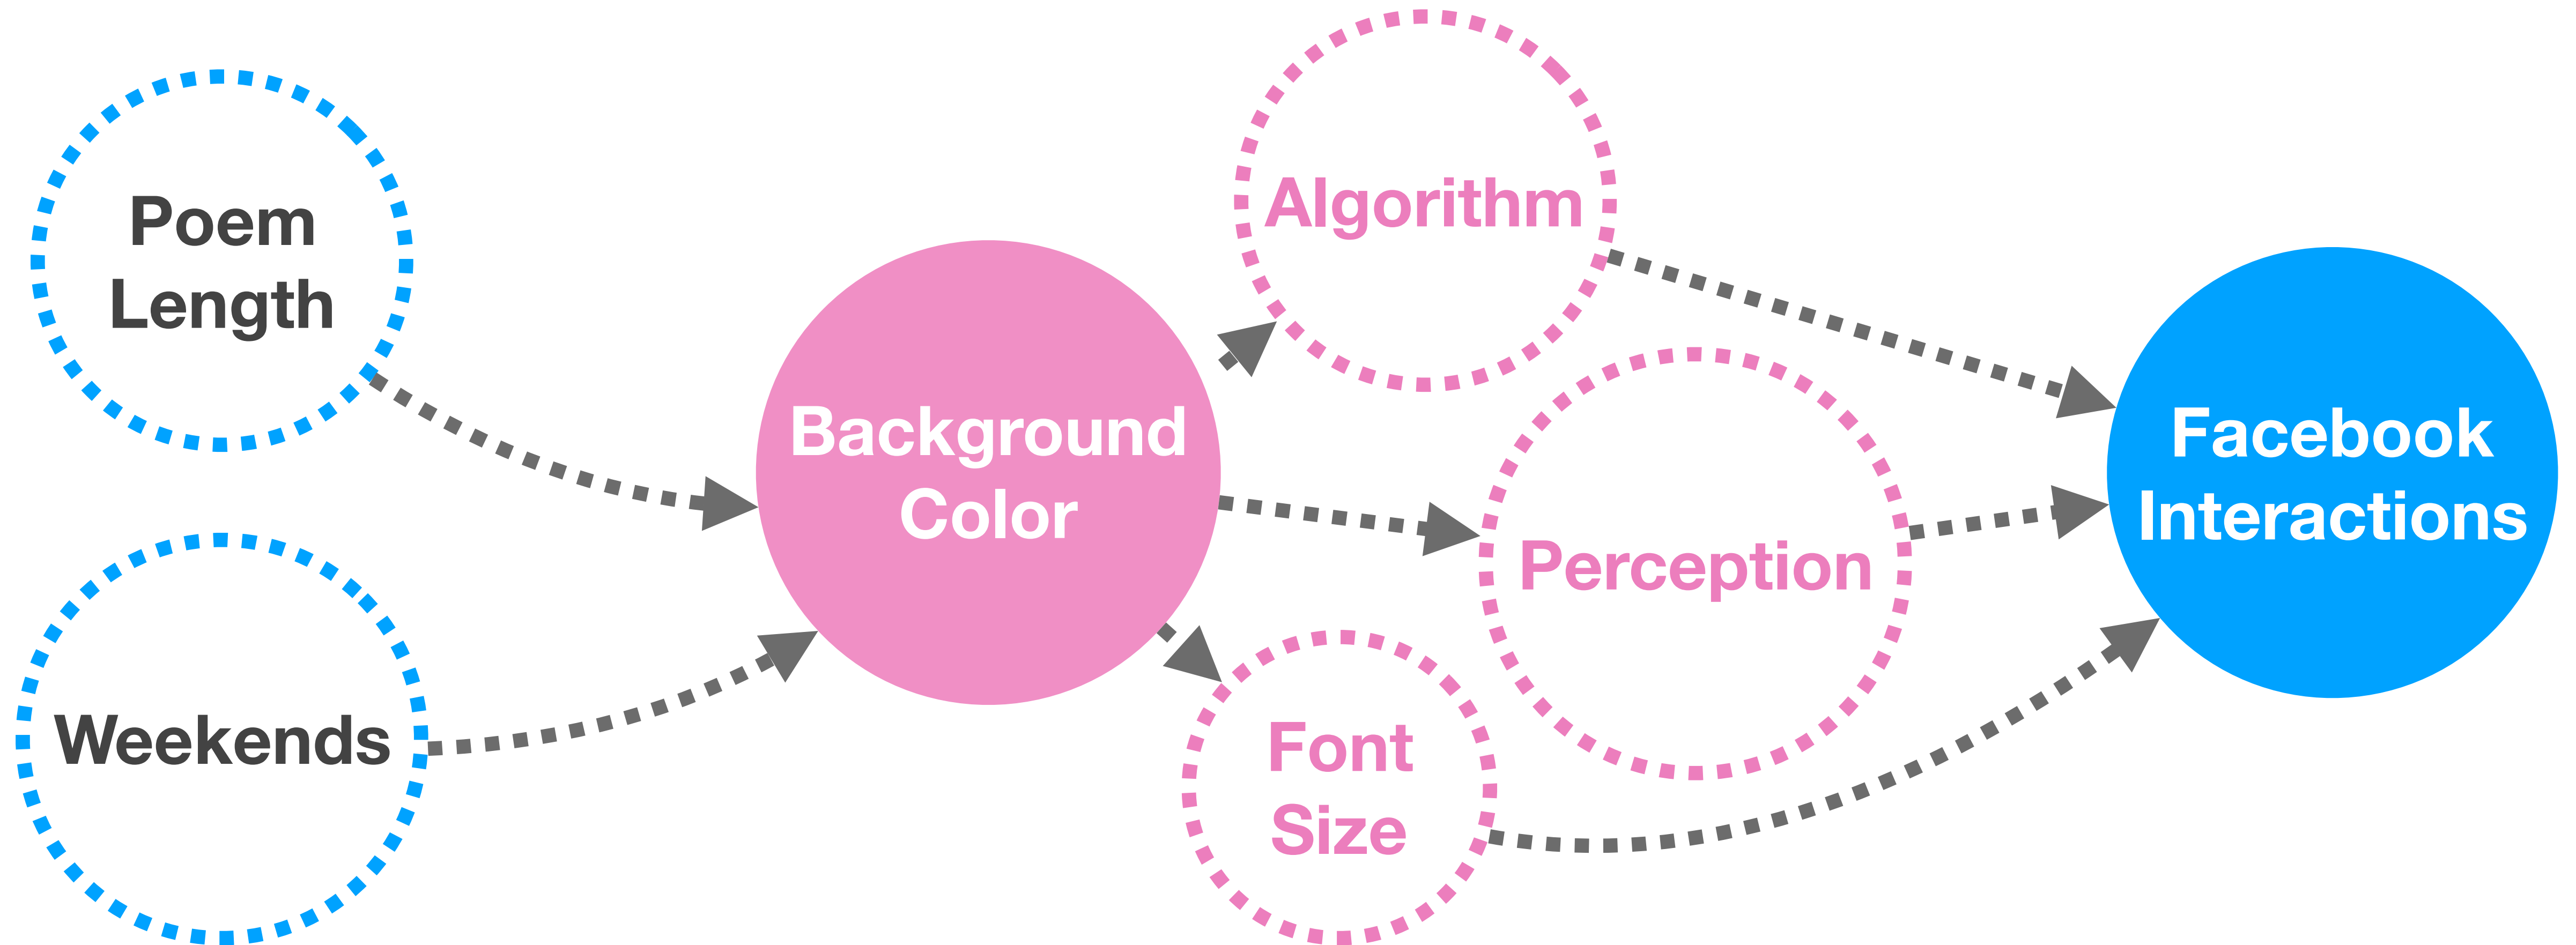 Poem
Length
Weekends
Background
Color
Algorithm
Perception
Font
Size
Facebook
Interactions